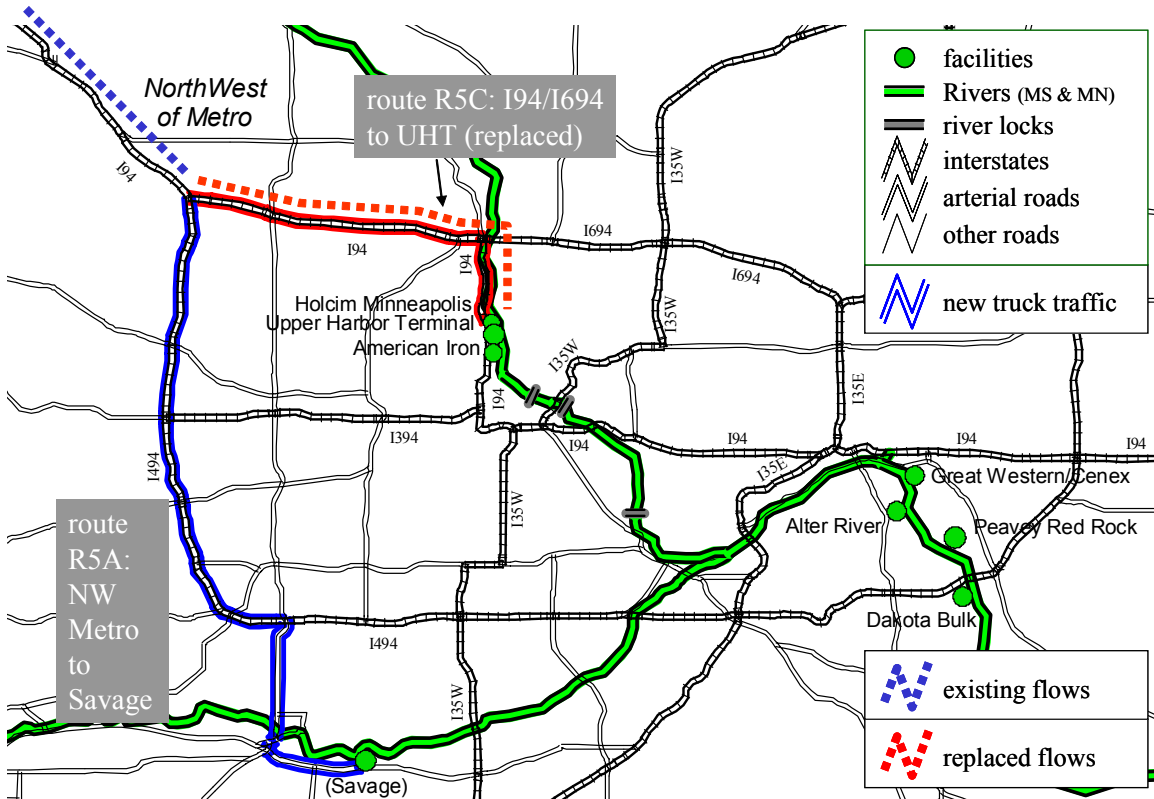 NorthWest
of Metro
route R5C: I94/I694
to UHT (replaced)
I94
I94
I94
I694
I694
I35W
I35W
Holcim Minneapolis
Upper Harbor Terminal
American Iron
I35W
I94
I394
I94
I94
I94
I94
I35E
I35E
I494
I35W
Great Western/Cenex
Alter River
Peavey Red Rock
Dakota Bulk
route
R5A:
NW
Metro
to
Savage
I494
I35W
(Savage)
facilities
Rivers (MS & MN)
river locks
interstates
arterial roads
other roads
new truck traffic
existing flows
replaced flows